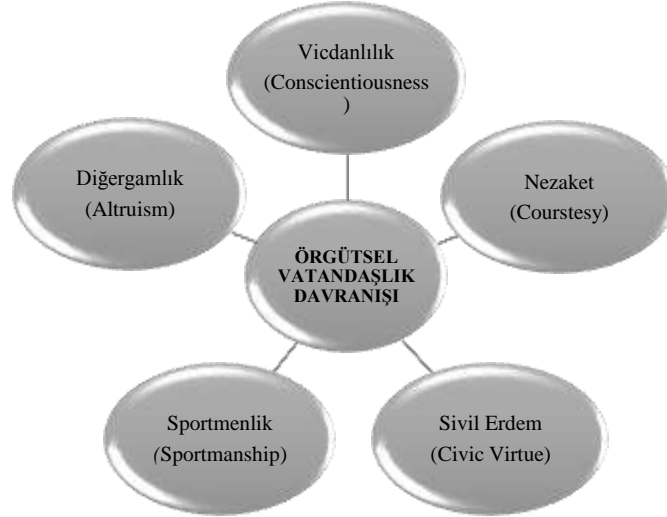 Vicdanlılık
(Conscientiousness
)
Diğergamlık
(Altruism)
Nezaket
(Courstesy)
ÖRGÜTSEL
VATANDAŞLIK
DAVRANIŞI
Sportmenlik
(Sportmanship)
Sivil Erdem
(Civic Virtue)